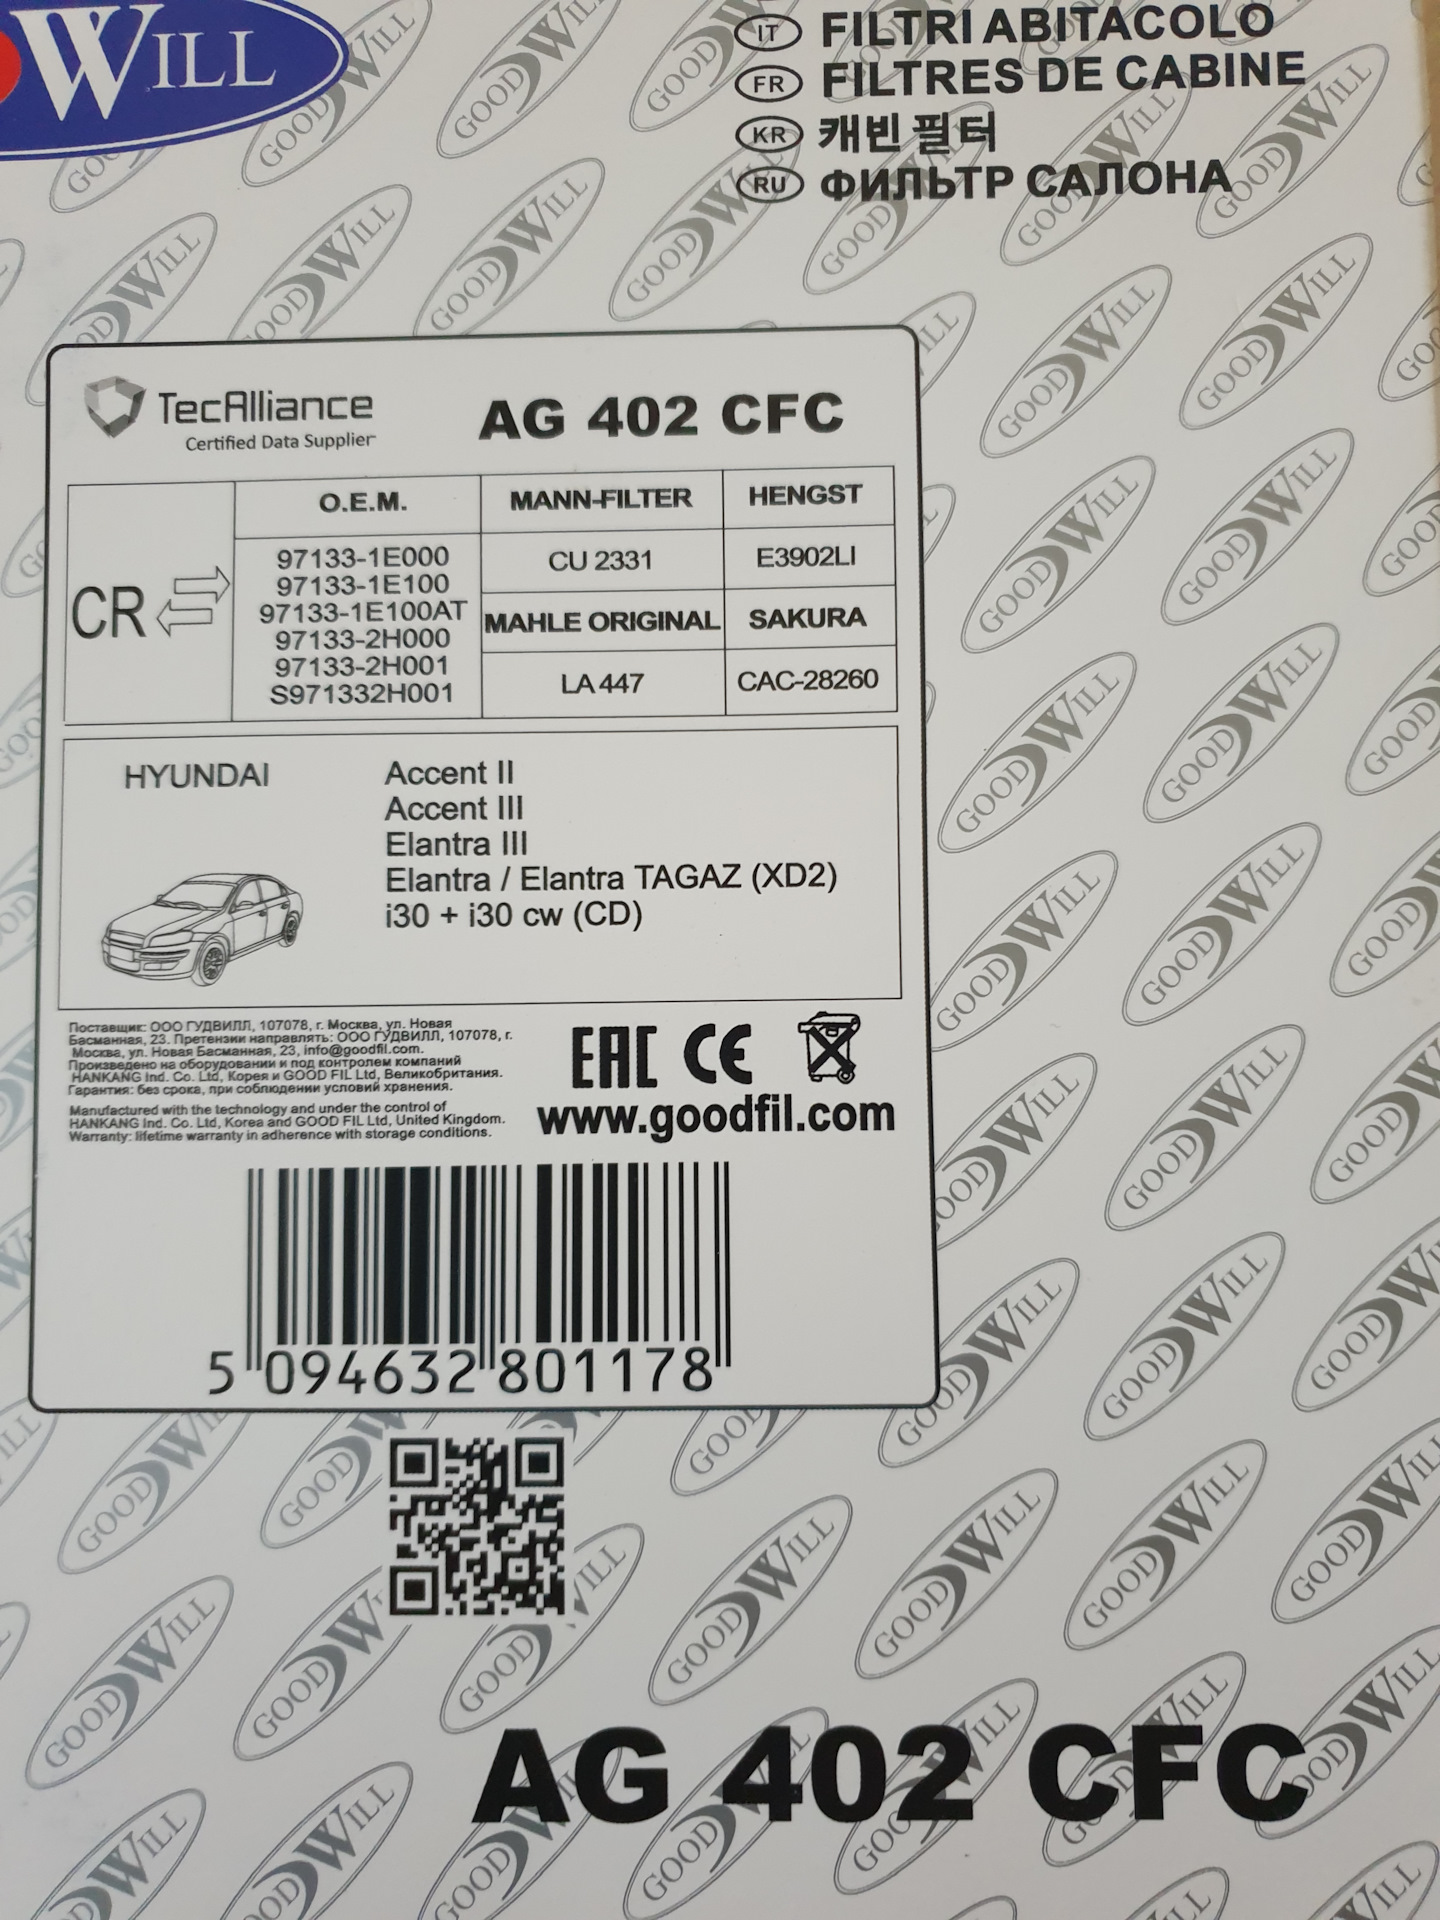 WILL
IT FILTRI ABITACOLO
FR FILTRES DE CABINE
KR 캐빈 필터
RU ФИЛЬТР САЛОНА
TecAlliance
Certified Data Supplier
AG 402 CFC
CR
O.E.M.
97133-1E000
97133-1E100
97133-1E100AT
97133-2H000
97133-2H001
S971332H001
MANN-FILTER
CU 2331
MAHLE ORIGINAL
LA 447
HENGST
E3902LI
SAKURA
CAC-28260
HYUNDAI
Accent II
Accent III
Elantra III
Elantra / Elantra TAGAZ (XD2)
i30 + i30 cw (CD)
Поставщик: ООО ГУДВИЛЛ, 107078, г. Москва, ул. Новая
Басманная, 23. Претензии направлять: ООО ГУДВИЛЛ, 107078, г.
Москва, ул. Новая Басманная, 23, info@goodfil.com.
Произведено на оборудовании и под контролем компаний
HANKANG Ind. Co. Ltd, Корея и GOOD FIL Ltd, Великобритания.
Гарантия: без срока, при соблюдении условий хранения.
Manufactured with the technology and under the control of
HANKANG Ind. Co. Ltd, Korea and GOOD FIL Ltd, United Kingdom.
Warranty: lifetime warranty in adherence with storage conditions.
EAC CE
www.goodfil.com
5 094632 801178
AG 402 CFC
GOODWILL